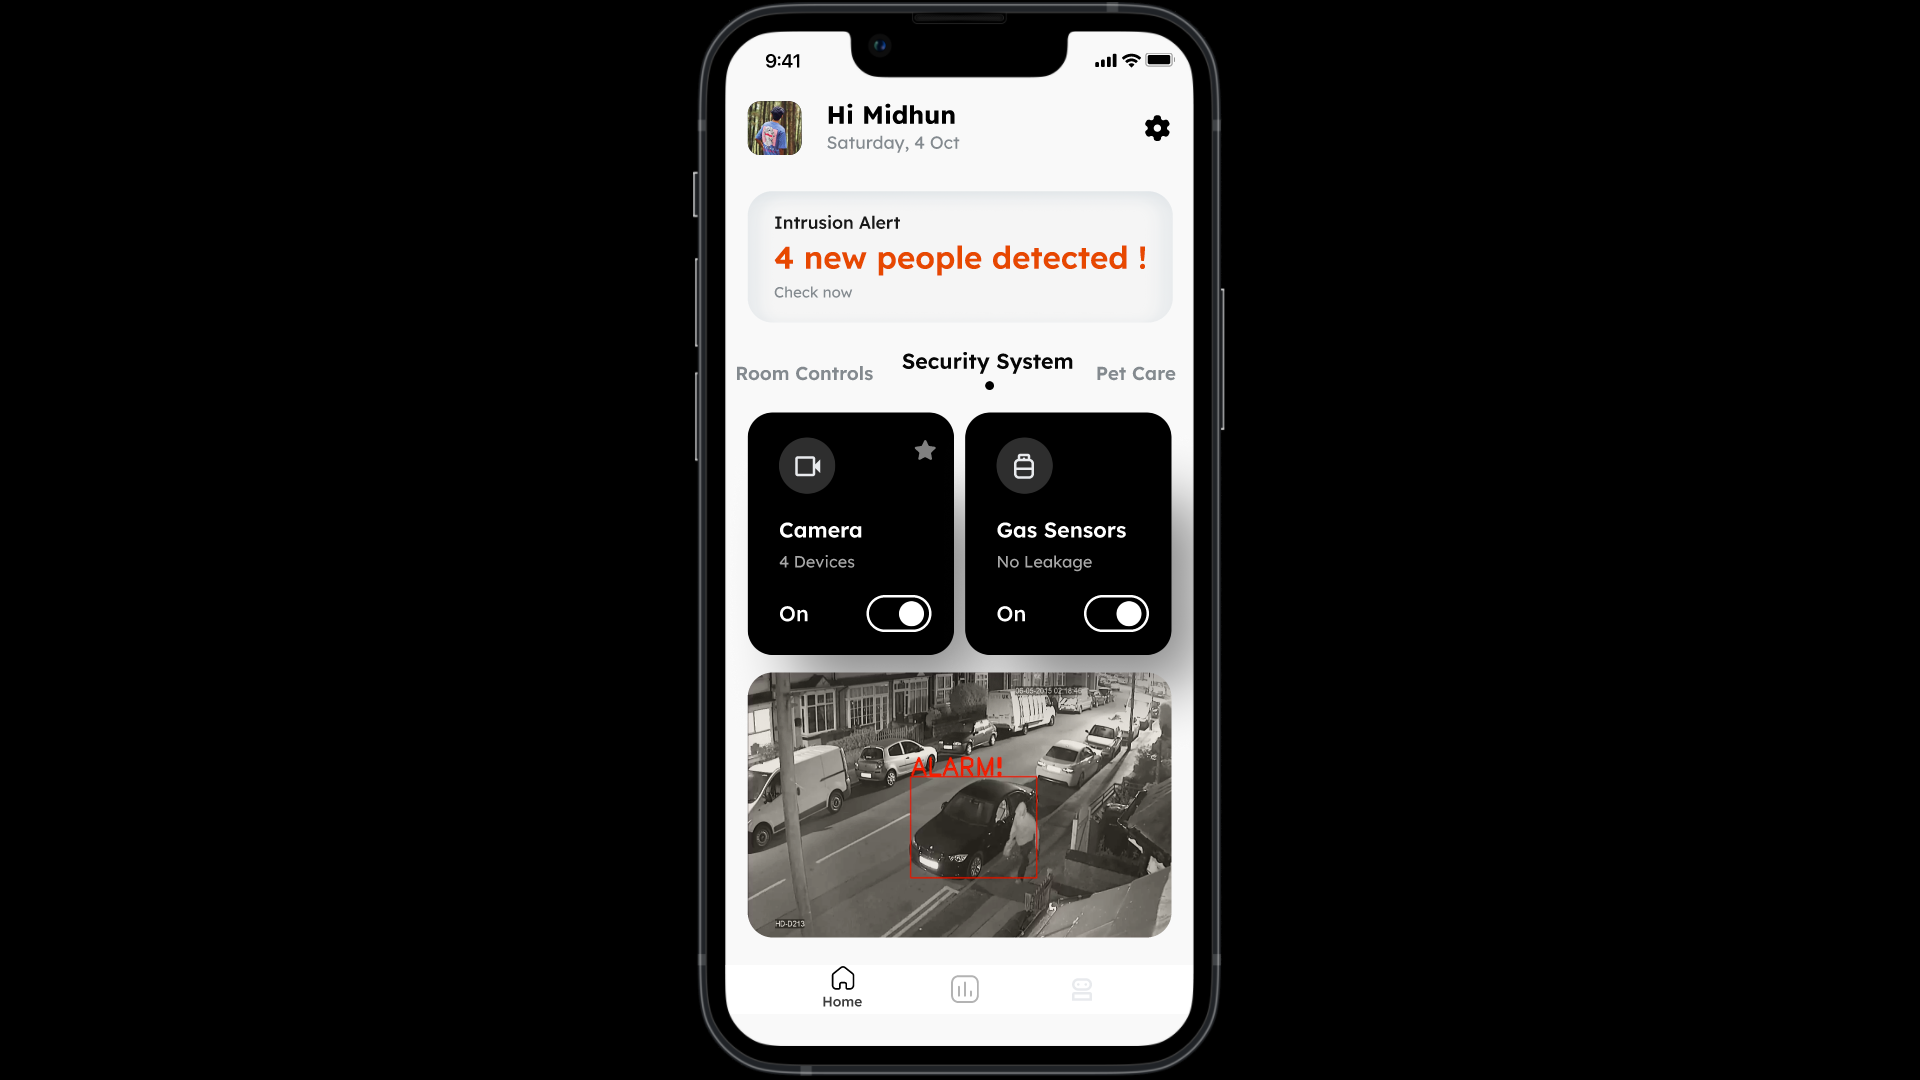 9:41
Hi Midhun
Saturday, 4 Oct
Intrusion Alert
4 new people detected !
Check now
Room Controls
Security System
Pet Care
Camera
4 Devices
On
Gas Sensors
No Leakage
On
ALARM!
HD-D213
Home